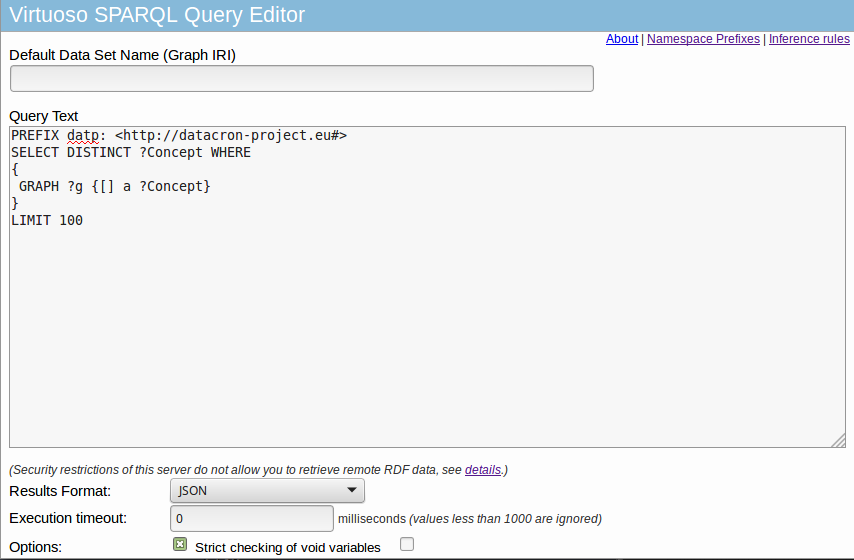 Virtuoso SPARQL Query Editor
About | Namespace Prefixes | Inference rules
Default Data Set Name (Graph IRI)
Query Text
PREFIX datp: <http://datacron-project.eu#>
SELECT DISTINCT ?Concept WHERE
{
 GRAPH ?g {[] a ?Concept}
}
LIMIT 100
(Security restrictions of this server do not allow you to retrieve remote RDF data, see details.)
Results Format: JSON
Execution timeout: 0 milliseconds (values less than 1000 are ignored)
Options: Strict checking of void variables